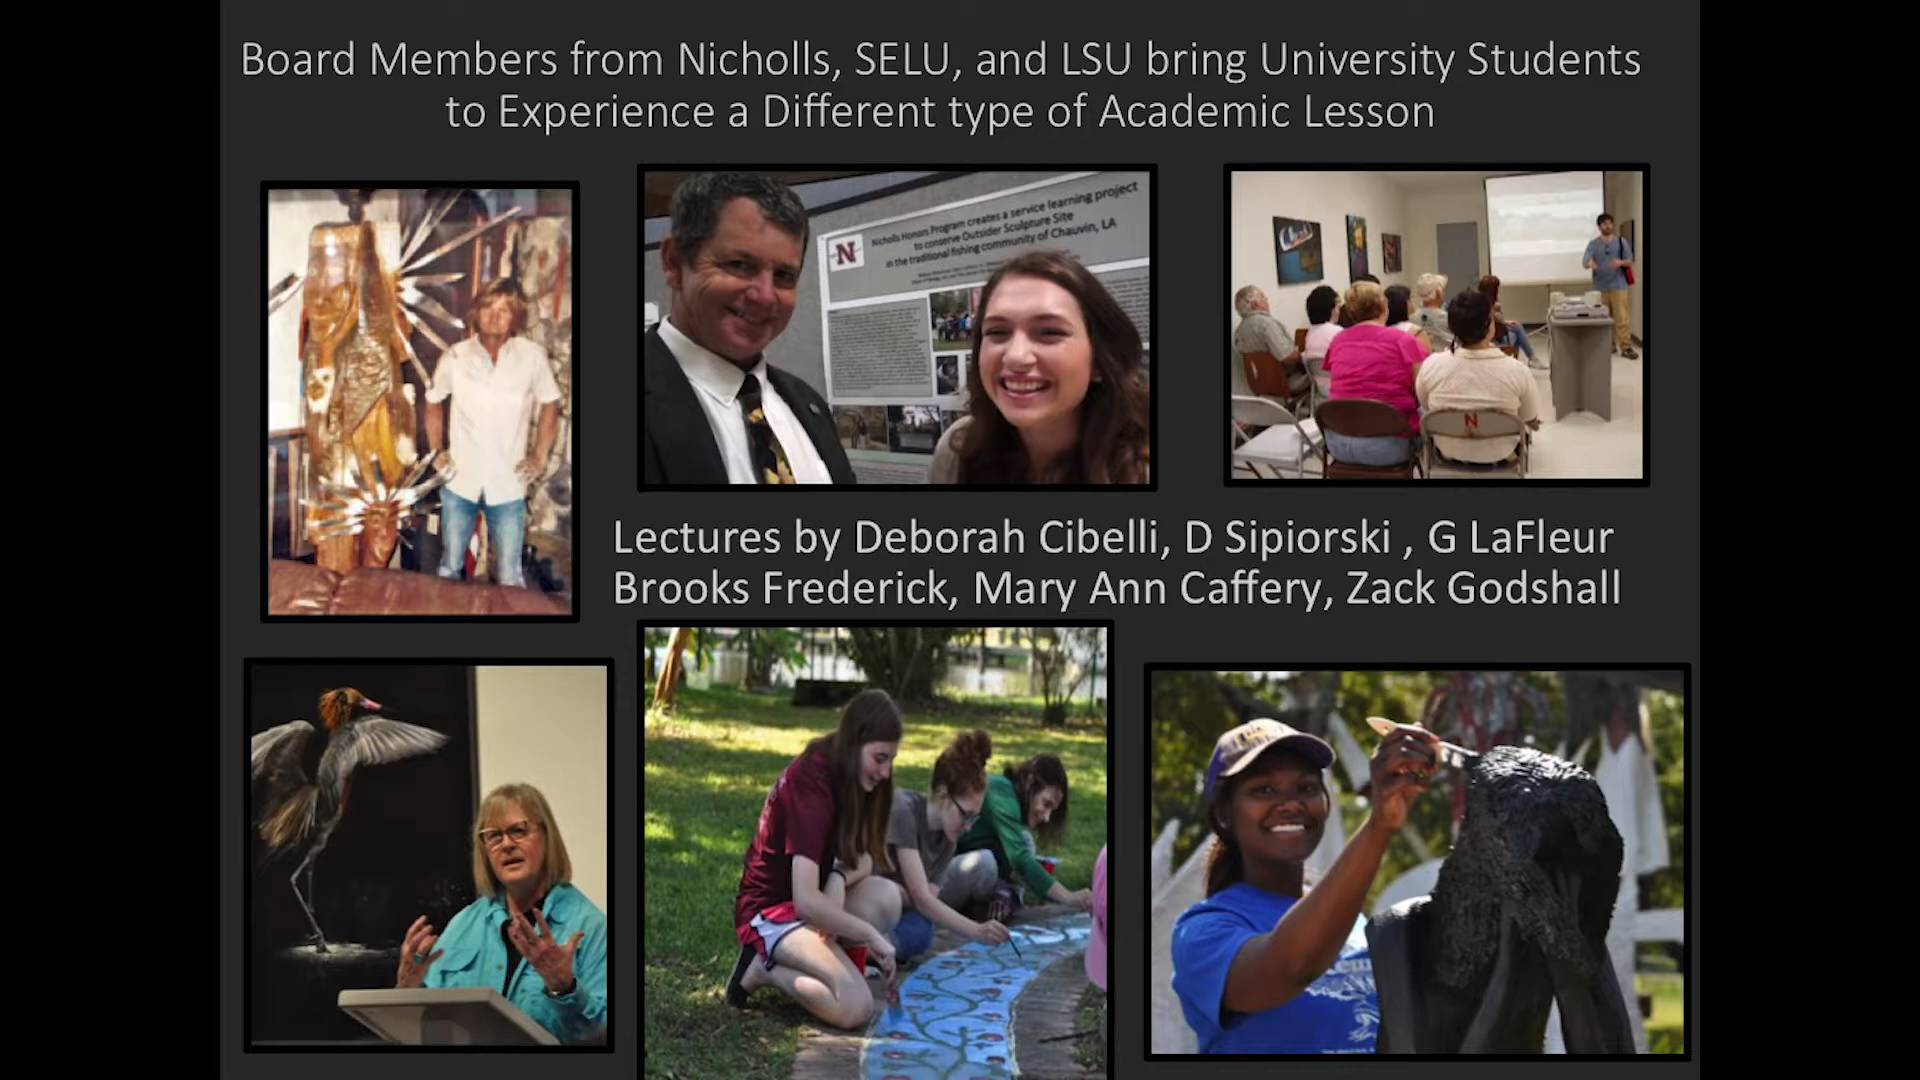 Board Members from Nicholls, SELU, and LSU bring University Students
to Experience a Different type of Academic Lesson
Nicholls Honors Program creates a service learning project
to conserve Outsider Sculpture Site
in the traditional fishing community of Chauvin, LA
N
N
Lectures by Deborah Cibelli, D Sipiorski , G LaFleur
Brooks Frederick, Mary Ann Caffery, Zack Godshall